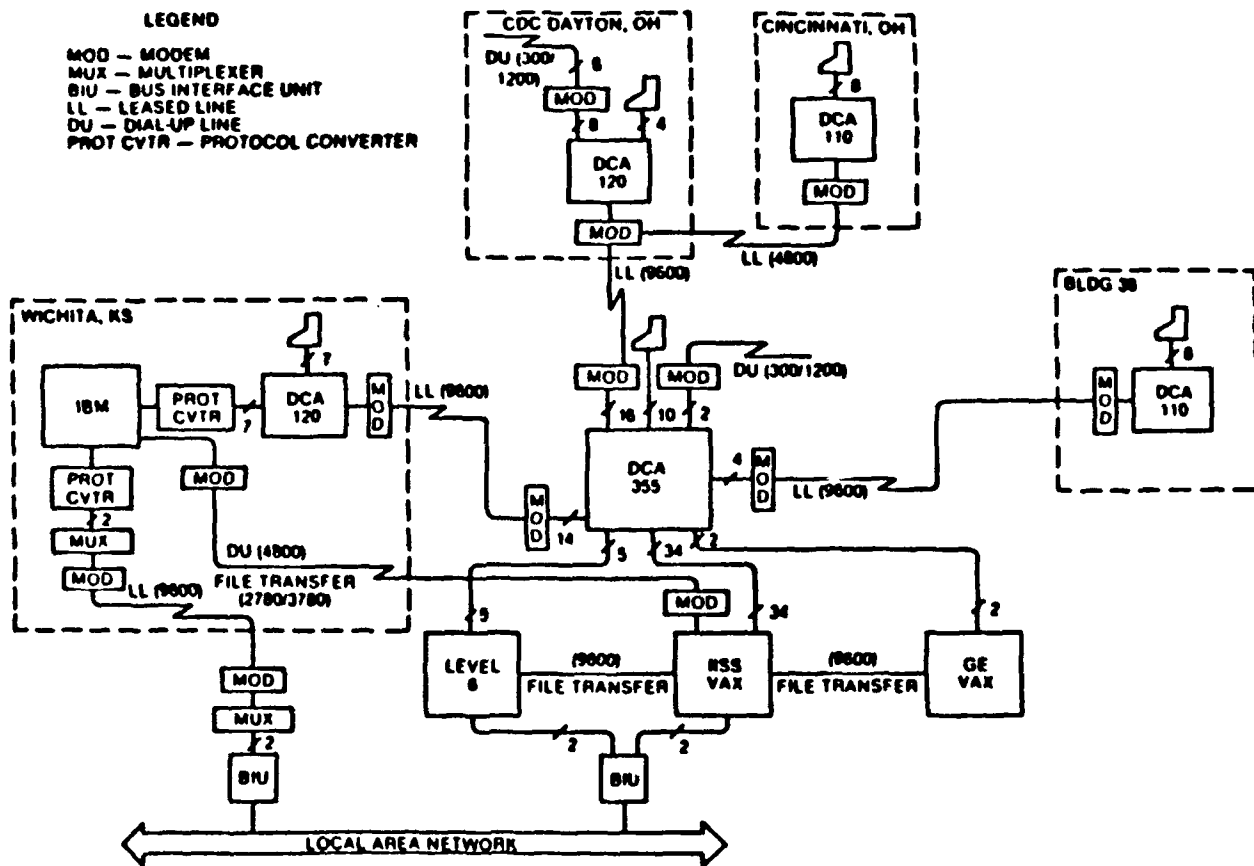 LEGEND
MOD — MODEM
MUX — MULTIPLEXER
BIU — BUS INTERFACE UNIT
LL — LEASED LINE
DU — DIAL-UP LINE
PROT CVTR — PROTOCOL CONVERTER
CDC DAYTON, OH
DU (300/
1200)
6
MOD
8
4
DCA
120
MOD
LL (9600)
CINCINNATI, OH
8
DCA
110
MOD
LL (4800)
WICHITA, KS
7
IBM
PROT
CVTR
7
DCA
120
MOD
LL (9600)
PROT
CVTR
2
MUX
MOD
LL (9600)
MOD
DU (4800)
FILE TRANSFER
(2780/3780)
MOD
MOD
DU (300/1200)
16
10
2
DCA
355
MOD
14
4
MOD
LL (9600)
BLDG 38
8
MOD
DCA
110
5
34
2
MOD
5
34
2
LEVEL
6
(9600)
FILE TRANSFER
VAX
(9600)
FILE TRANSFER
GE
VAX
MOD
MUX
2
BIU
2
2
BIU
LOCAL AREA NETWORK